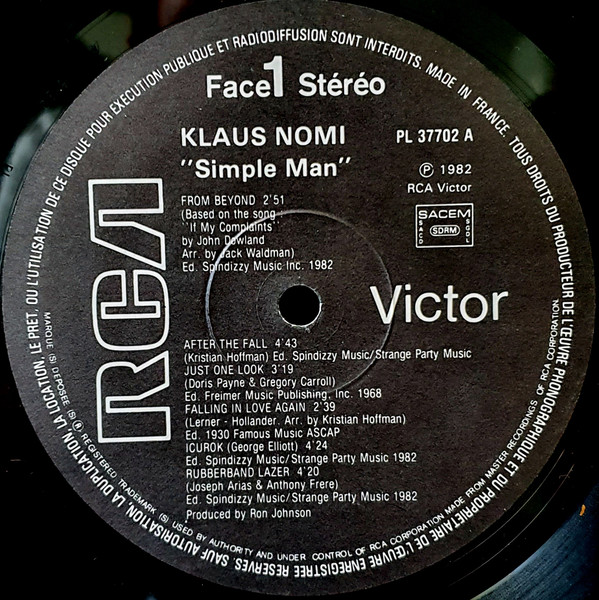 Face 1 Stéréo
KLAUS NOMI
PL 37702 A
"Simple Man"
Ⓟ 1982
RCA Victor
FROM BEYOND 2'51
(Based on the song :
"If My Complaints"
by John Dowland
Arr. by Jack Waldman)
Ed. Spindizzy Music Inc. 1982
SACEM
SACD
SDRM
SGDL
RCA
Victor
AFTER THE FALL 4'43
(Kristian Hoffman) Ed. Spindizzy Music/Strange Party Music
JUST ONE LOOK 3'19
(Doris Payne & Gregory Carroll)
Ed. Freimer Music Publishing, Inc. 1968
FALLING IN LOVE AGAIN 2'39
(Lerner - Hollander. Arr by Kristian Hoffman)
Ed. 1930 Famous Music ASCAP
ICUROK (George Elliott) 4'24
Ed. Spindizzy Music/Strange Party Music 1982
RUBBERBAND LAZER 4'20
(Joseph Arias & Anthony Frere)
Ed. Spindizzy Music/Strange Party Music 1982
Produced by Ron Johnson
MADE IN FRANCE. TOUS DROITS DU PRODUCTEUR DE L'ŒUVRE PHONOGRAPHIQUE ET DU PROPRIETAIRE DE L'ŒUVRE ENREGISTREE RESERVES. SAUF AUTORISATION, LA DUPLICATION, LA LOCATION, LE PRET, OU L'UTILISATION DE CE DISQUE POUR EXECUTION PUBLIQUE ET RADIODIFFUSION SONT INTERDITS.
MARQUE (S) DEPOSEE (S) ® REGISTERED TRADEMARK (S) USED BY AUTHORITY AND UNDER CONTROL OF RCA CORPORATION MADE FROM MASTER RECORDINGS OF RCA CORPORATION.